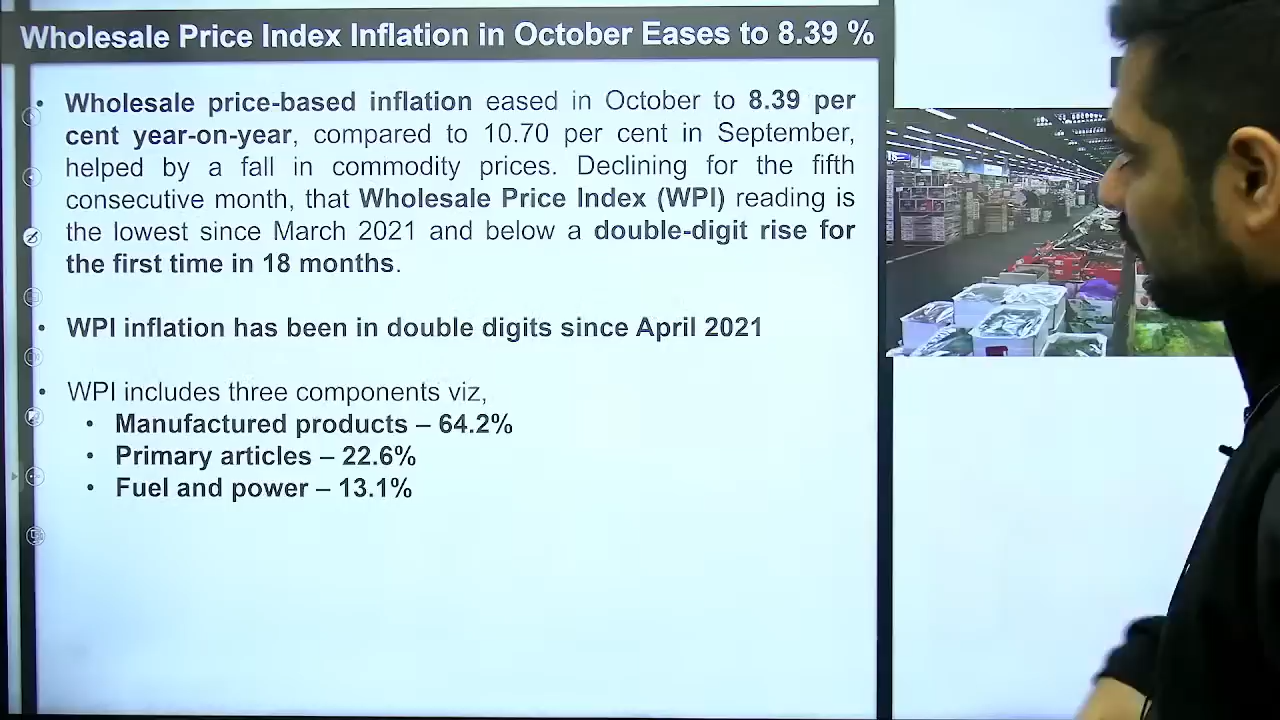 Wholesale Price Index Inflation in October Eases to 8.39 %
• Wholesale price-based inflation eased in October to 8.39 per
cent year-on-year, compared to 10.70 per cent in September,
helped by a fall in commodity prices. Declining for the fifth
consecutive month, that Wholesale Price Index (WPI) reading is
the lowest since March 2021 and below a double-digit rise for
the first time in 18 months.
• WPI inflation has been in double digits since April 2021
• WPI includes three components viz,
• Manufactured products – 64.2%
• Primary articles – 22.6%
• Fuel and power – 13.1%